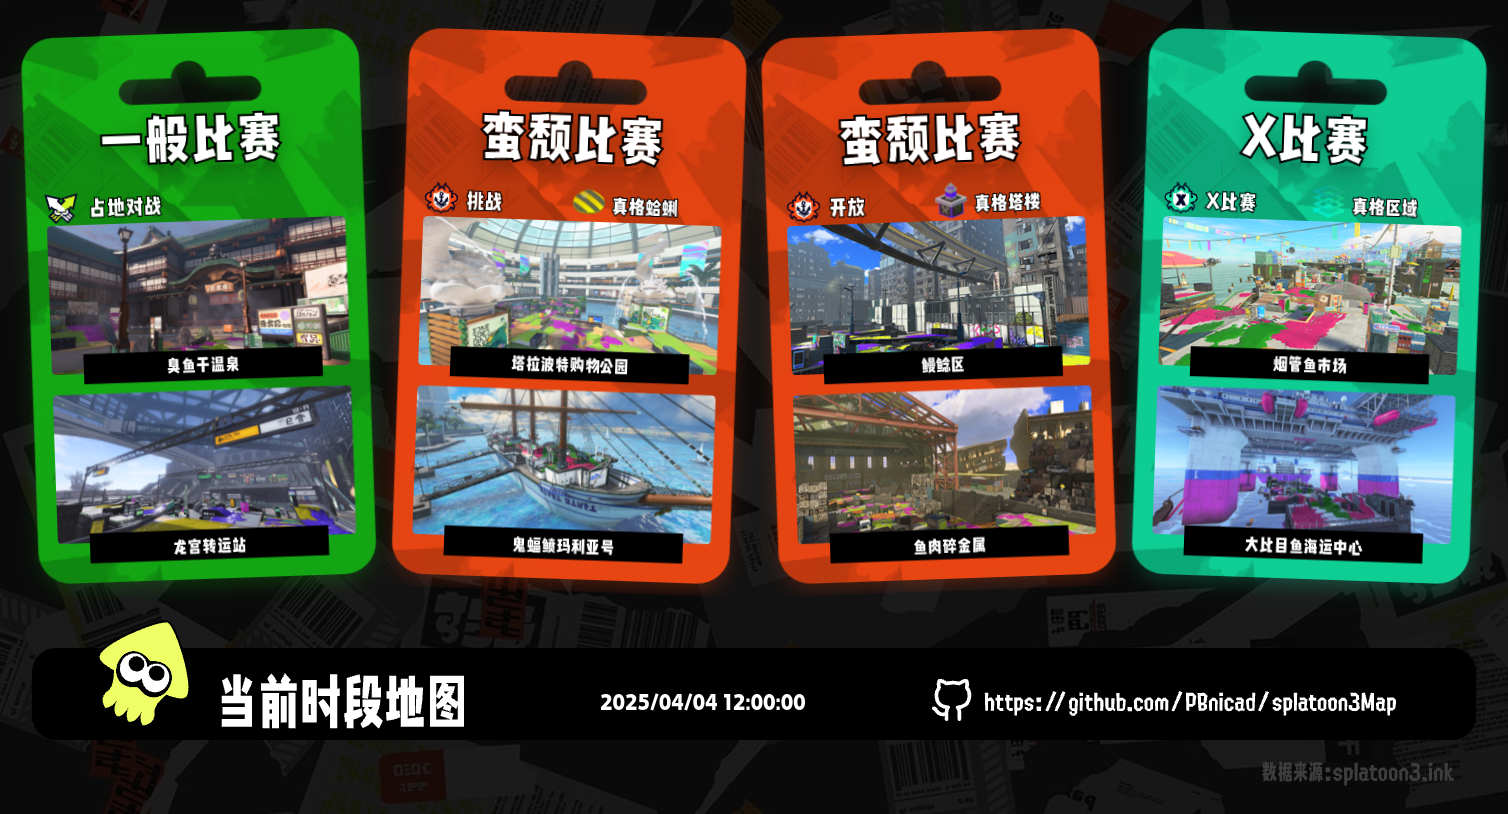 一般比赛
占地对战
臭鱼干温泉
龙宫转运站
蛮颓比赛
挑战
真格蛤蜊
塔拉波特购物公园
鬼蝠鲼玛利亚号
蛮颓比赛
开放
真格塔楼
鳗鲶区
鱼肉碎金属
X比赛
X比赛
真格区域
烟管鱼市场
大比目鱼海运中心
当前时段地图
2025/04/04 12:00:00
https://github.com/PBnicad/splatoon3Map
数据来源:splatoon3.ink